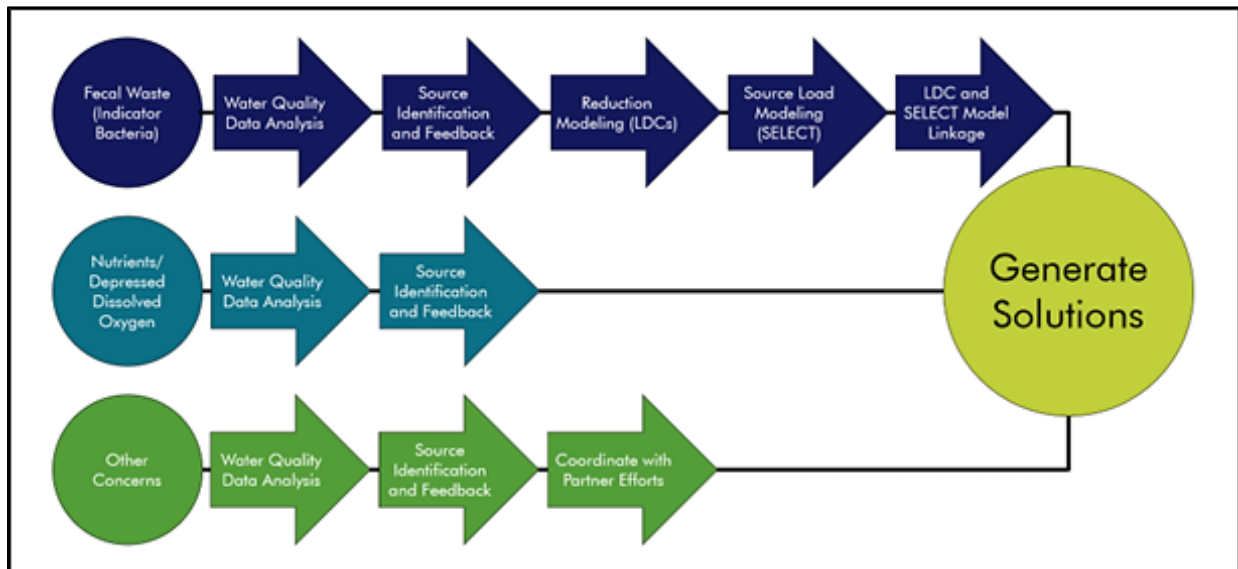 Fecal Waste
(Indicator
Bacteria)
Water Quality
Data Analysis
Source
Identification
and Feedback
Reduction
Modeling (LDCs)
Source Load
Modeling
(SELECT)
LDC and
SELECT Model
Linkage
Nutrients/
Depressed
Dissolved
Oxygen
Water Quality
Data Analysis
Source
Identification
and Feedback
Generate
Solutions
Other
Concerns
Water Quality
Data Analysis
Source
Identification
and Feedback
Coordinate with
Partner Efforts